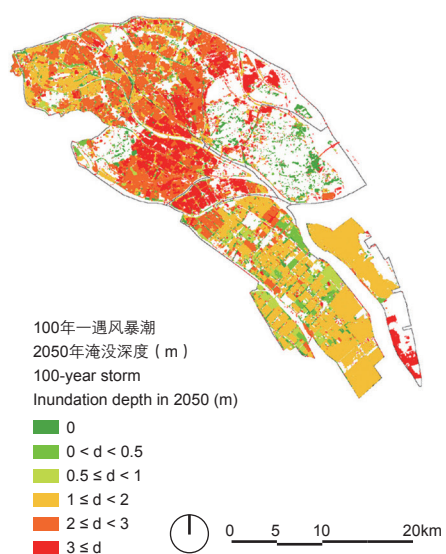 100年一遇风暴潮
2050年淹没深度（m）
100-year storm
Inundation depth in 2050 (m)
0
0 < d < 0.5
0.5 ≤ d < 1
1 ≤ d < 2
2 ≤ d < 3
3 ≤ d
0 5 10 20km